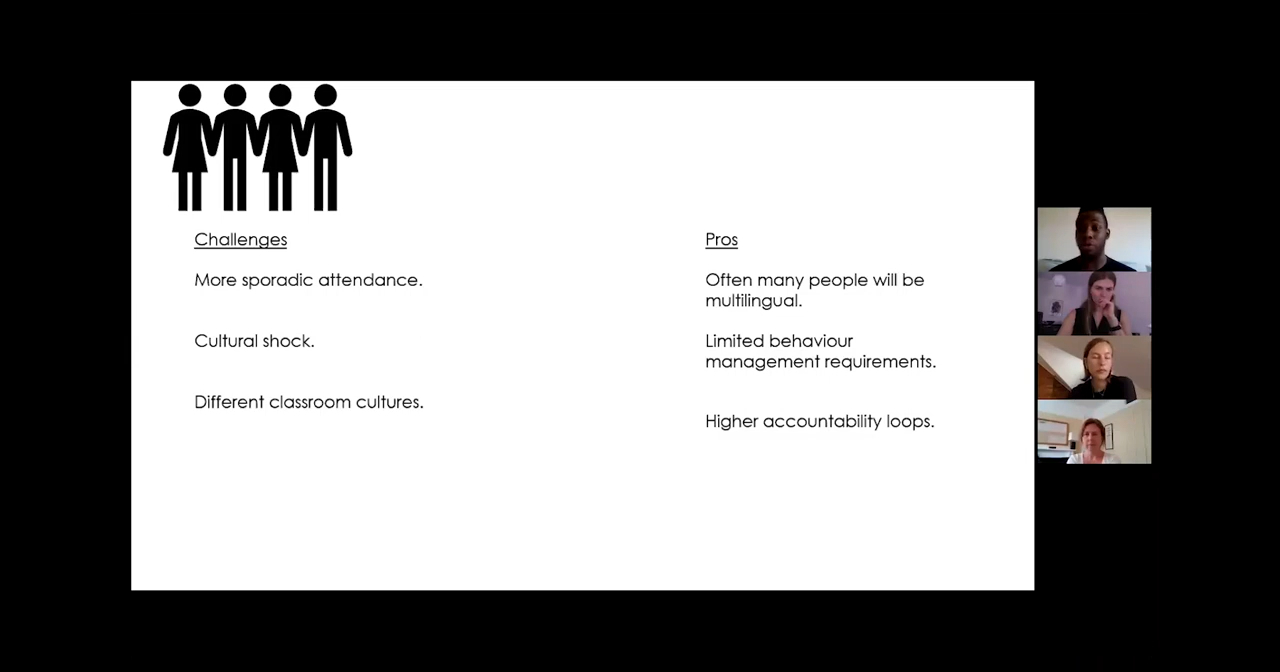 Challenges
More sporadic attendance.
Cultural shock.
Different classroom cultures.
Pros
Often many people will be
multilingual.
Limited behaviour
management requirements.
Higher accountability loops.